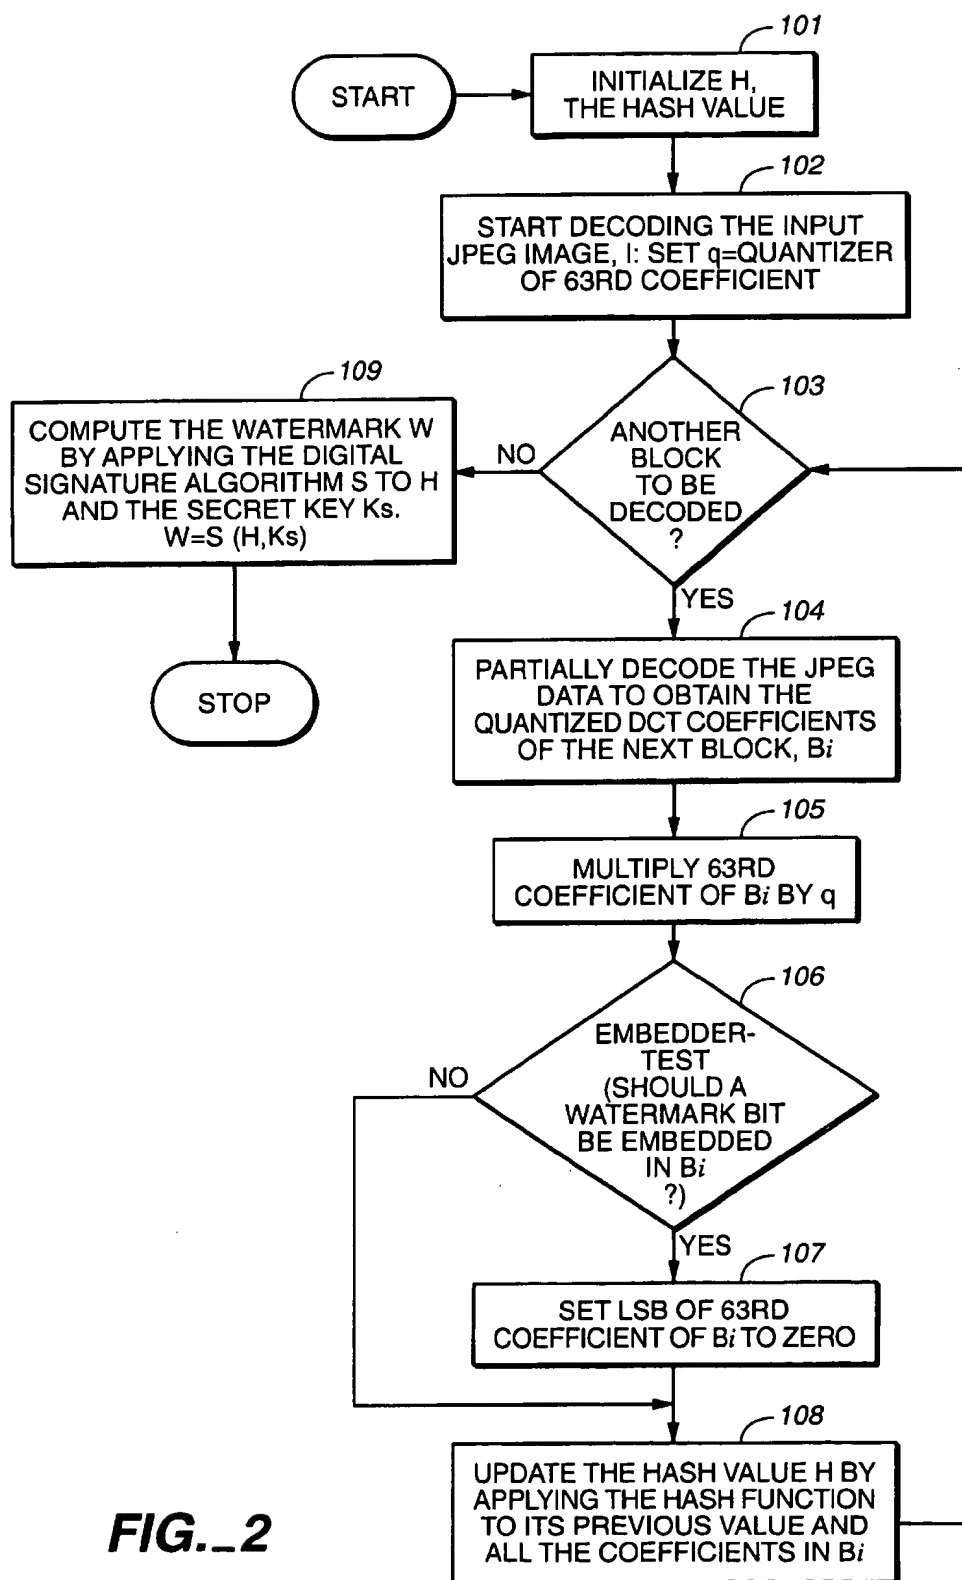 101
START
INITIALIZE H,
THE HASH VALUE
102
START DECODING THE INPUT
JPEG IMAGE, I: SET q=QUANTIZER
OF 63RD COEFFICIENT
109
103
COMPUTE THE WATERMARK W
BY APPLYING THE DIGITAL
SIGNATURE ALGORITHM S TO H
AND THE SECRET KEY Ks.
W=S (H,Ks)
NO
ANOTHER
BLOCK
TO BE
DECODED
?
YES
STOP
104
PARTIALLY DECODE THE JPEG
DATA TO OBTAIN THE
QUANTIZED DCT COEFFICIENTS
OF THE NEXT BLOCK, Bi
105
MULTIPLY 63RD
COEFFICIENT OF Bi BY q
106
EMBEDDER-
TEST
(SHOULD A
WATERMARK BIT
BE EMBEDDED
IN Bi
?)
NO
YES
107
SET LSB OF 63RD
COEFFICIENT OF Bi TO ZERO
108
UPDATE THE HASH VALUE H BY
APPLYING THE HASH FUNCTION
TO ITS PREVIOUS VALUE AND
ALL THE COEFFICIENTS IN Bi
FIG._2